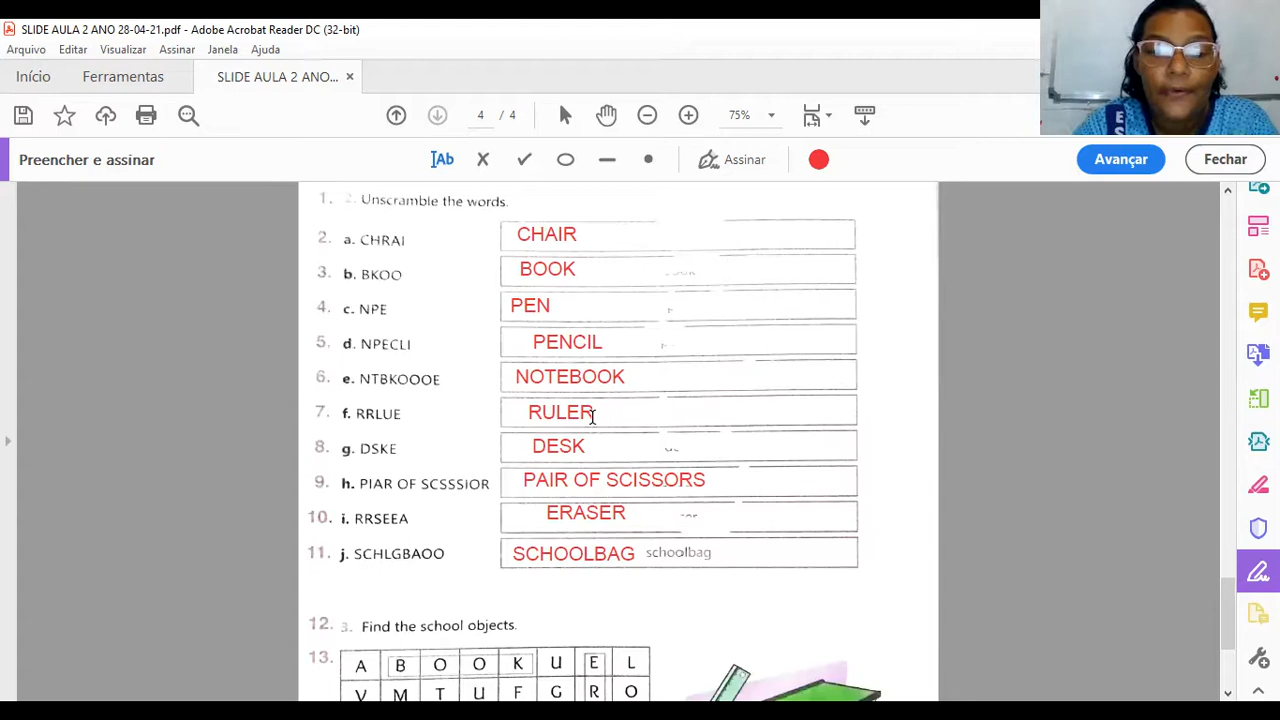 SLIDE AULA 2 ANO 28-04-21.pdf - Adobe Acrobat Reader DC (32-bit)
Arquivo Editar Visualizar Assinar Janela Ajuda
Início Ferramentas SLIDE AULA 2 ANO... ×
4 / 4 75%
Preencher e assinar Ab Assinar Avançar Fechar
1. 2. Unscramble the words.
2. a. CHRAI CHAIR
3. b. BKOO BOOK
4. c. NPE PEN
5. d. NPECLI PENCIL
6. e. NTBKOOOE NOTEBOOK
7. f. RRLUE RULER
8. g. DSKE DESK
9. h. PIAR OF SCSSSIOR PAIR OF SCISSORS
10. i. RRSEEA ERASER
11. j. SCHLGBAOO SCHOOLBAG schoolbag
12. 3. Find the school objects.
13. A B O O K U E L
V M T U F G R O